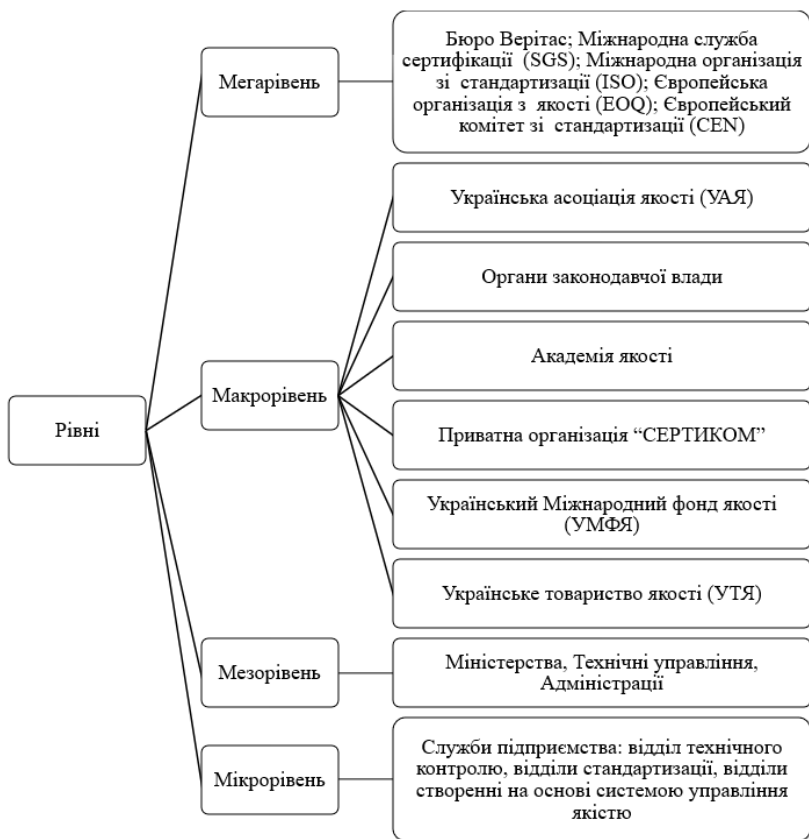 Рівні
Мегарівень
Бюро Верітас; Міжнародна служба
сертифікації (SGS); Міжнародна організація
зі стандартизації (ISO); Європейська
організація з якості (EOQ); Європейський
комітет зі стандартизації (CEN)
Макрорівень
Українська асоціація якості (УАЯ)
Органи законодавчої влади
Академія якості
Приватна організація “СЕРТИКОМ”
Український Міжнародний фонд якості
(УМФЯ)
Українське товариство якості (УТЯ)
Мезорівень
Міністерства, Технічні управління,
Адміністрації
Мікрорівень
Служби підприємства: відділ технічного
контролю, відділи стандартизації, відділи
створенні на основі системою управління
якістю